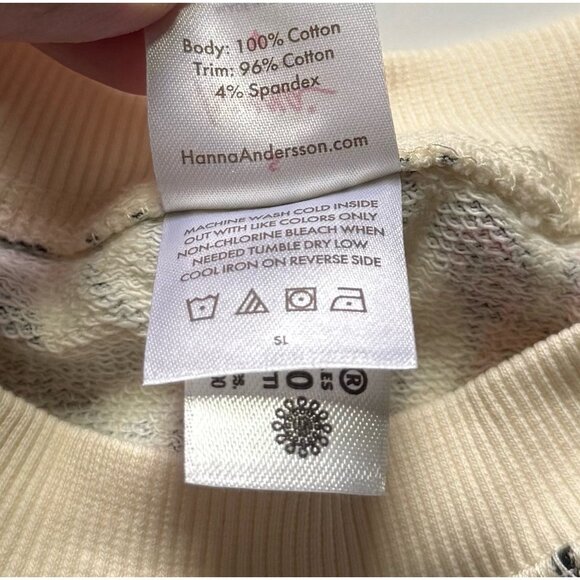 Body: 100% Cotton
Trim: 96% Cotton
4% Spandex
HannaAndersson.com
MACHINE WASH COLD INSIDE
OUT WITH LIKE COLORS ONLY
NON-CHLORINE BLEACH WHEN
NEEDED TUMBLE DRY LOW
COOL IRON ON REVERSE SIDE
SL
®